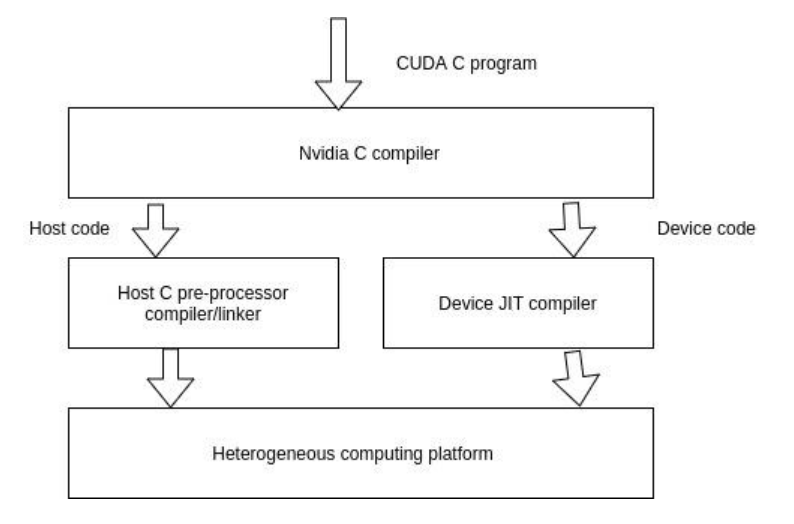 CUDA C program
Nvidia C compiler
Host code
Device code
Host C pre-processor
compiler/linker
Device JIT compiler
Heterogeneous computing platform